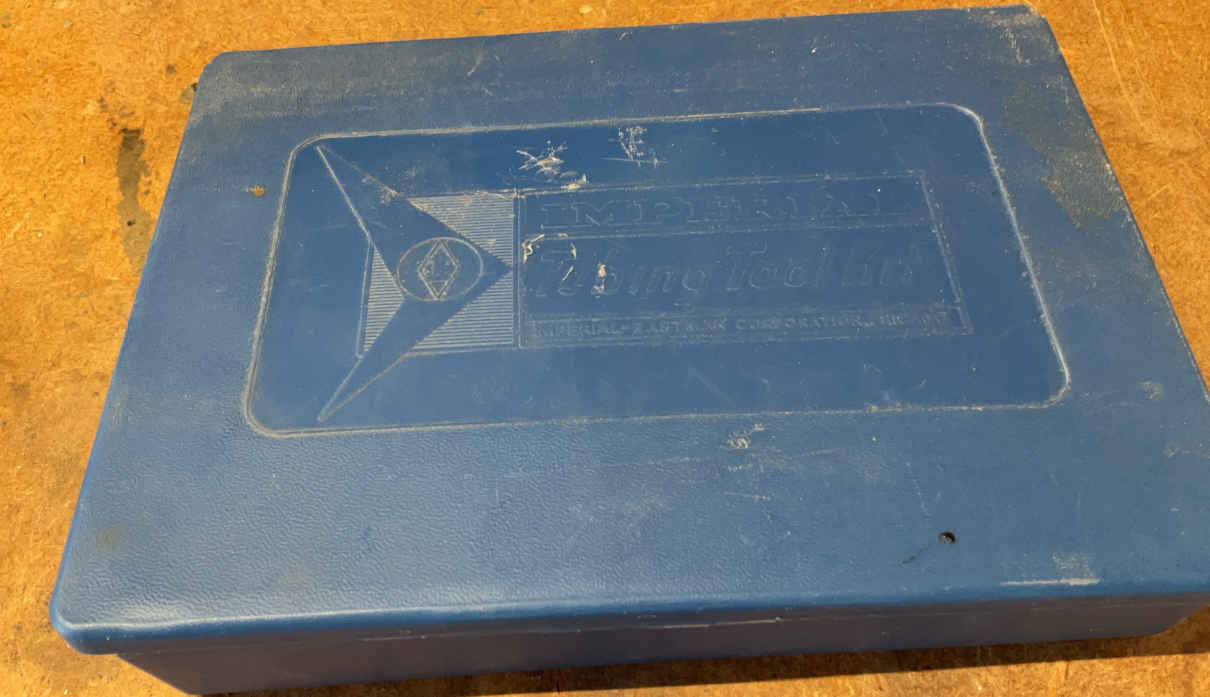 IMPERIAL
Tubing Tool Kit
IMPERIAL-EASTMAN CORPORATION